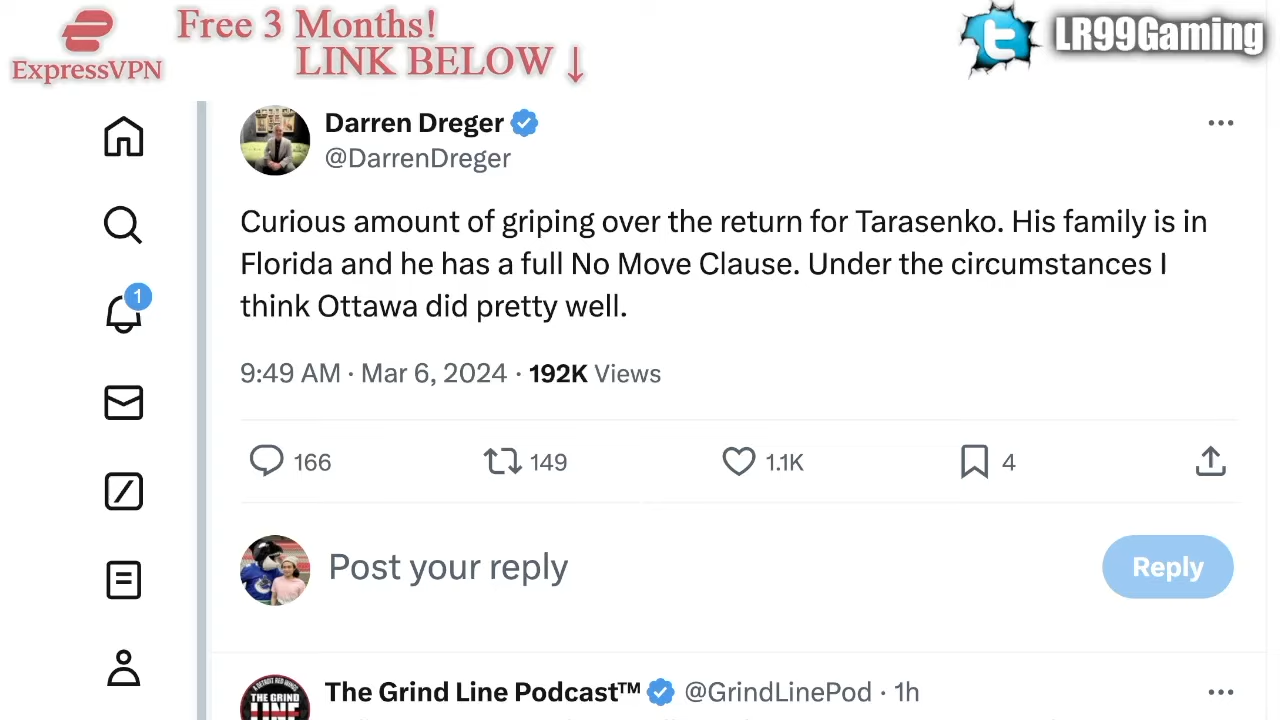 ExpressVPN
Free 3 Months!
LINK BELOW ↓
LR99Gaming
Darren Dreger
@DarrenDreger
Curious amount of griping over the return for Tarasenko. His family is in
Florida and he has a full No Move Clause. Under the circumstances I
think Ottawa did pretty well.
9:49 AM · Mar 6, 2024 · 192K Views
1
166
149
1.1K
4
Post your reply
Reply
The Grind Line Podcast™ @GrindLinePod · 1h
THE GRIND
LINE